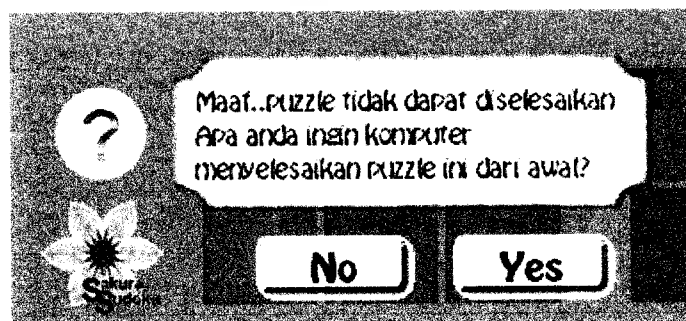 Maaf..puzzle tidak dapat diselesaikan
Apa anda ingin komputer
menyelesaikan puzzle ini dari awal?
?
No
Yes
Sakura
Sudoku